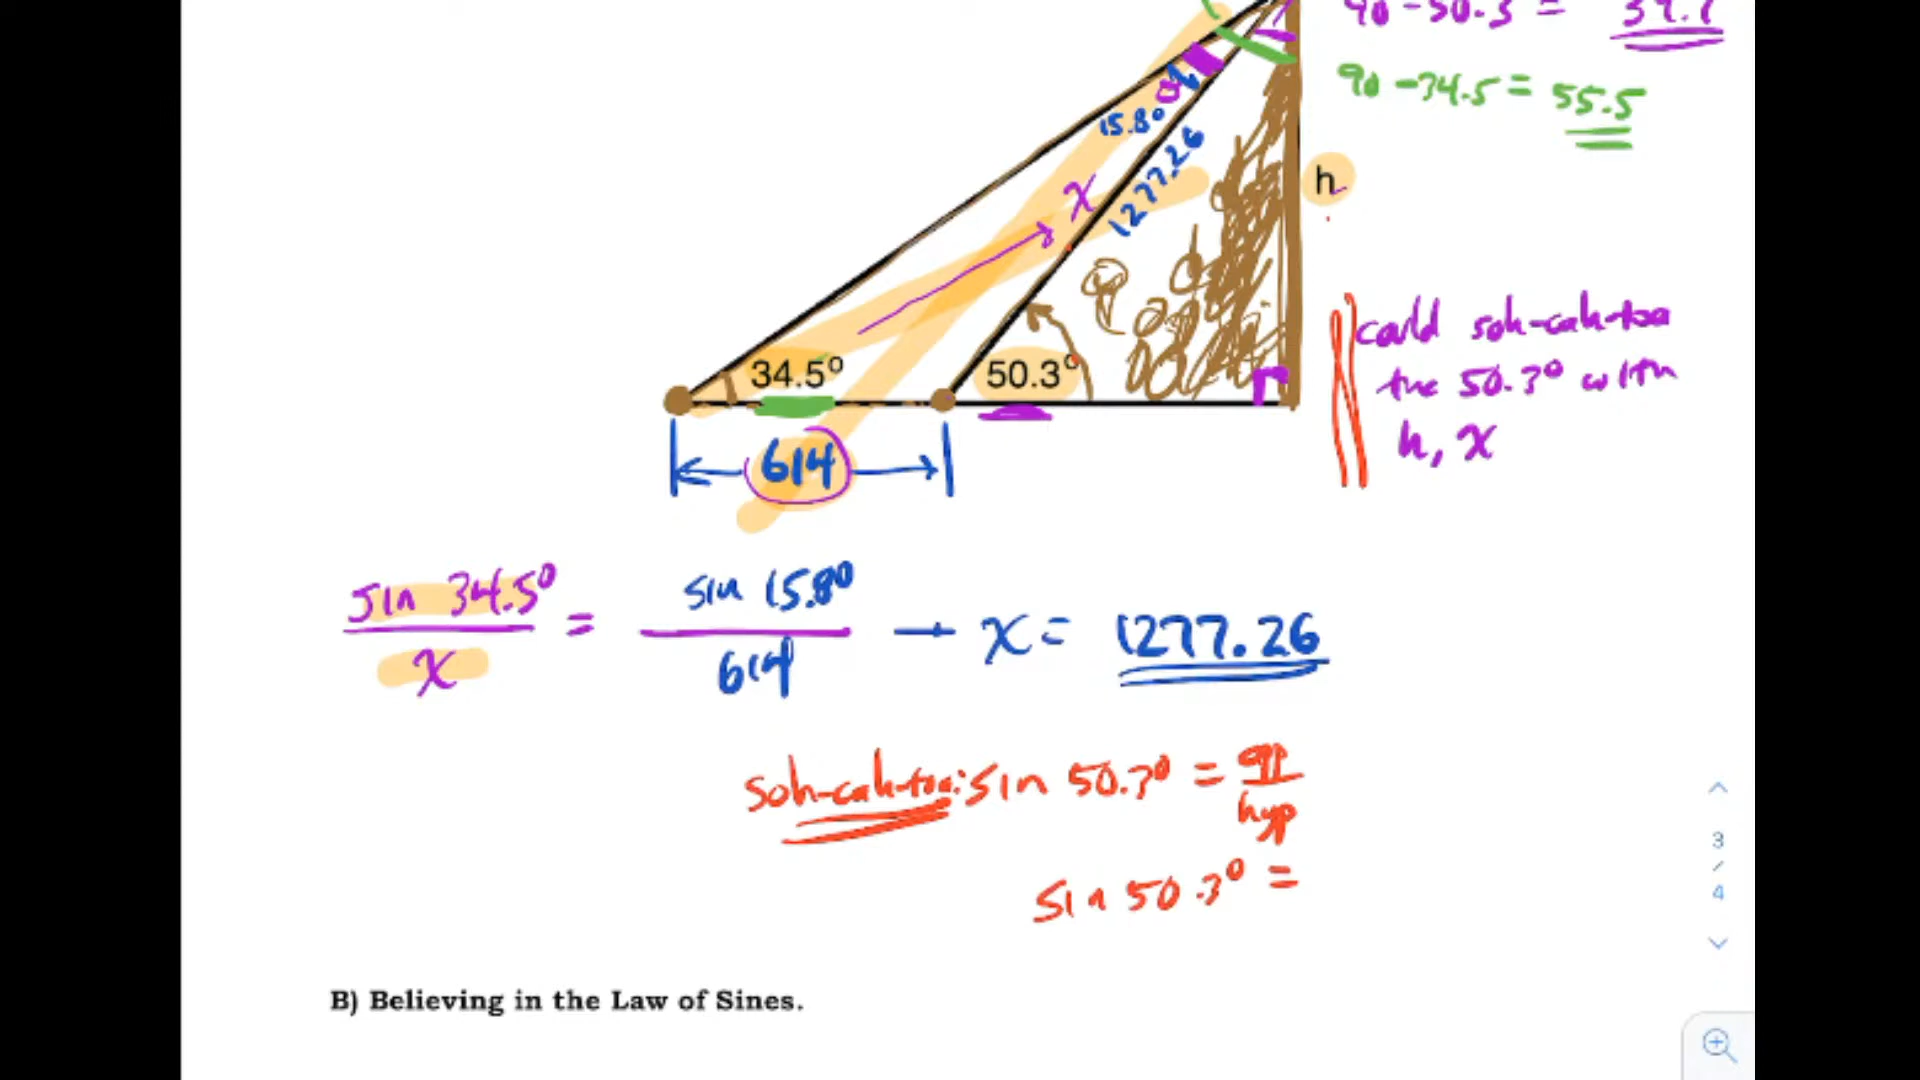 90 - 50.3 = 39.7
90 - 34.5 = 55.5
15.8°
x
1277.26
h
34.5°
50.3°
could soh-cah-toa
the 50.3° with
h, x
614
sin 34.5° / x = sin 15.8° / 614 → x = 1277.26
soh-cah-toa: sin 50.3° = opp / hyp
sin 50.3° =
3
/
4
B) Believing in the Law of Sines.